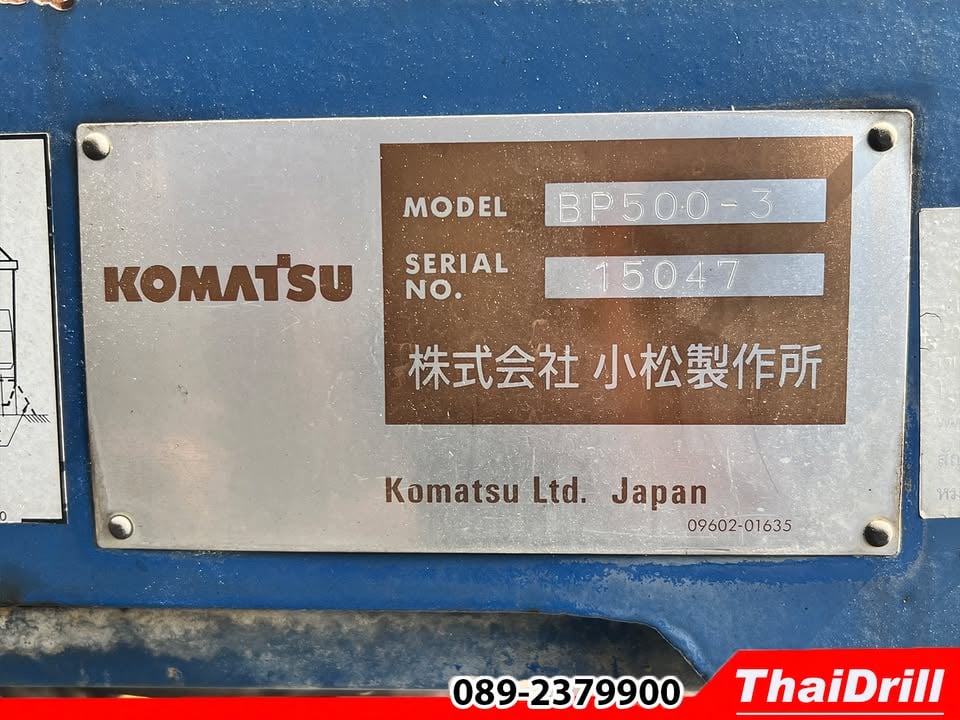 KOMATSU
MODEL BP500-3
SERIAL NO. 15047
株式会社 小松製作所
Komatsu Ltd. Japan
09602-01635
089-2379900
ThaiDrill